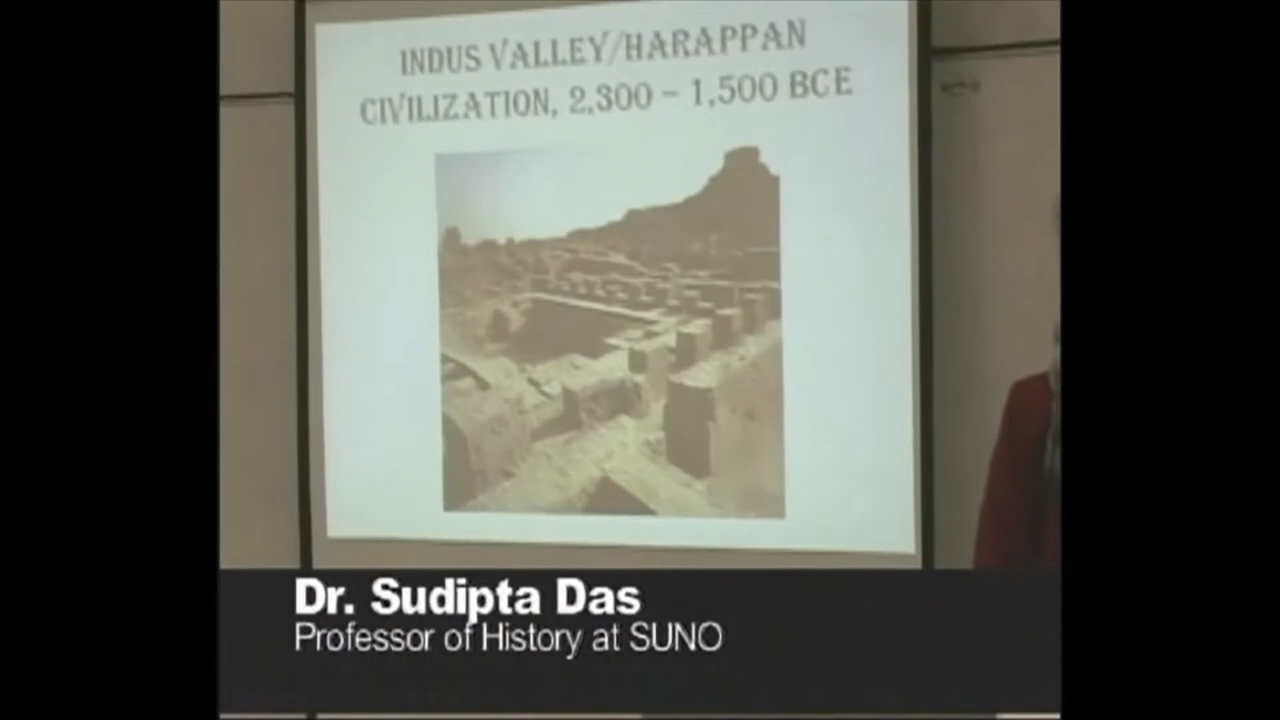 INDUS VALLEY/HARAPPAN
CIVILIZATION, 2,300 – 1,500 BCE
Dr. Sudipta Das
Professor of History at SUNO